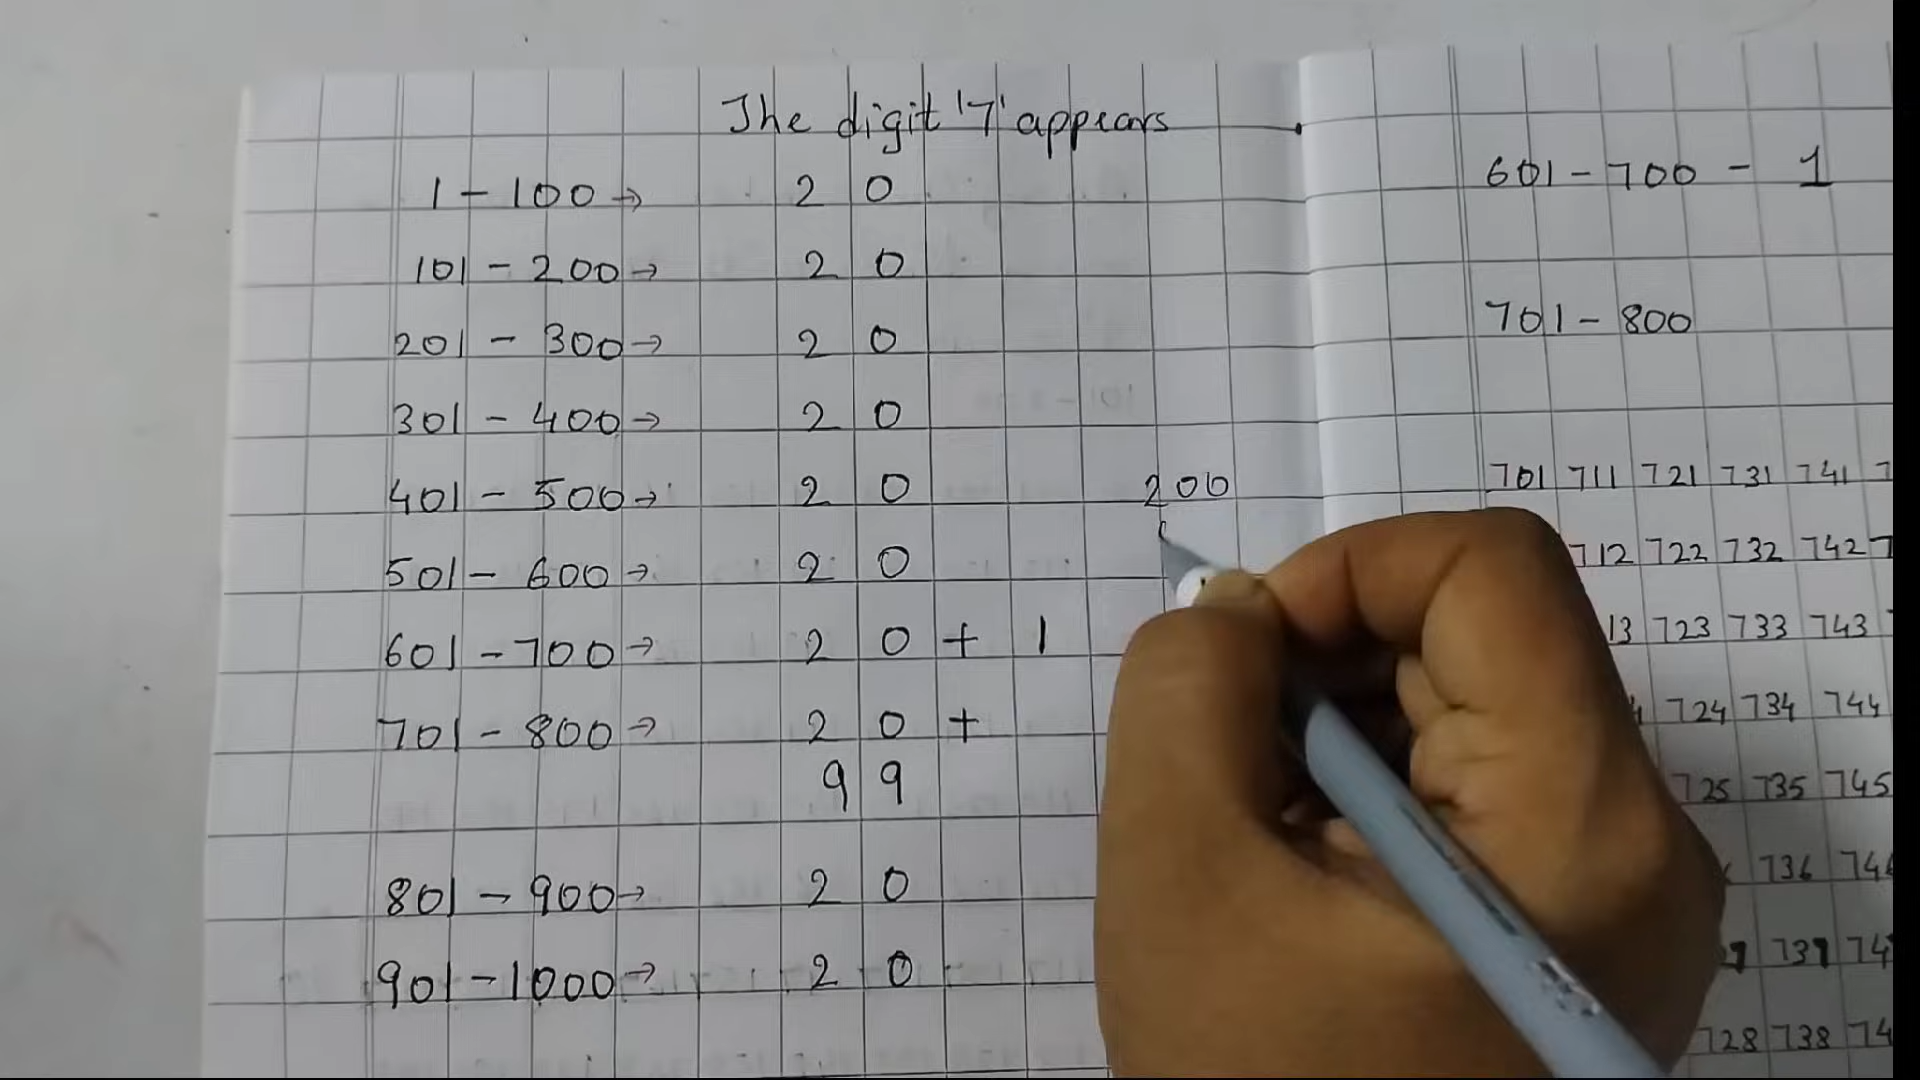 The digit '7' appears
1 - 100 → 20
101 - 200 → 20
201 - 300 → 20
301 - 400 → 20
401 - 500 → 20
501 - 600 → 20
601 - 700 → 20 + 1
701 - 800 → 20 +
99
801 - 900 → 20
901 - 1000 → 20
200
601 - 700 - 1
701 - 800
701 711 721 731 741
712 722 732 742
13 723 733 743
724 734 744
725 735 745
736
737
728 738